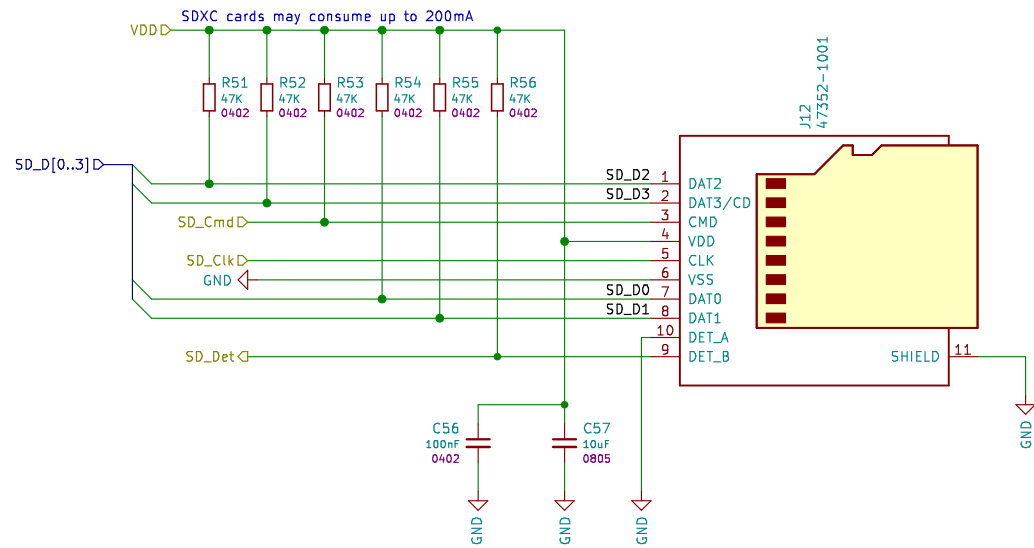 SDXC cards may consume up to 200mA
VDD
R51
47K
0402
R52
47K
0402
R53
47K
0402
R54
47K
0402
R55
47K
0402
R56
47K
0402
J12
47352-1001
SD_D[0..3]
SD_D2
1
DAT2
SD_D3
2
DAT3/CD
SD_Cmd
3
CMD
4
VDD
SD_Clk
5
CLK
GND
6
VSS
SD_D0
7
DAT0
SD_D1
8
DAT1
10
DET_A
SD_Det
9
DET_B
SHIELD
11
GND
C56
100nF
0402
C57
10uF
0805
GND
GND
GND